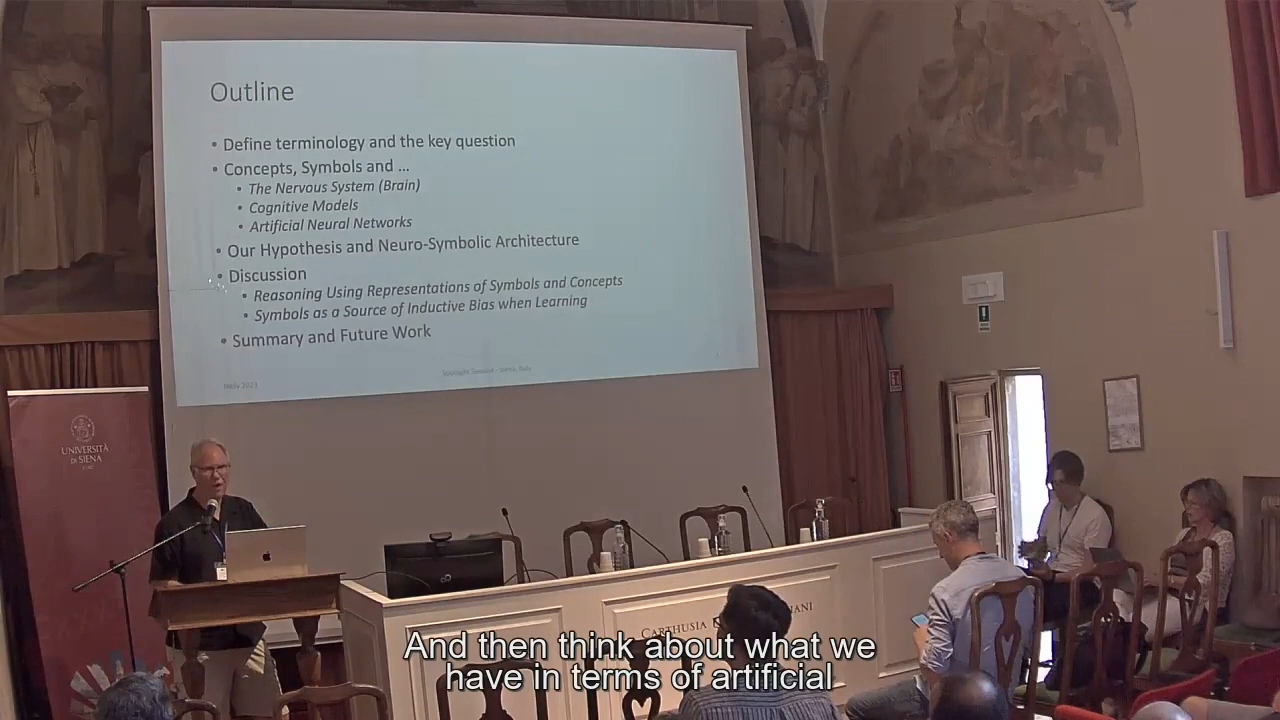 Outline
• Define terminology and the key question
• Concepts, Symbols and ...
• The Nervous System (Brain)
• Cognitive Models
• Artificial Neural Networks
• Our Hypothesis and Neuro-Symbolic Architecture
• Discussion
• Reasoning Using Representations of Symbols and Concepts
• Symbols as a Source of Inductive Bias when Learning
• Summary and Future Work
UNIVERSITÀ
DI SIENA
1240
CARTHUSIA
And then think about what we
have in terms of artificial